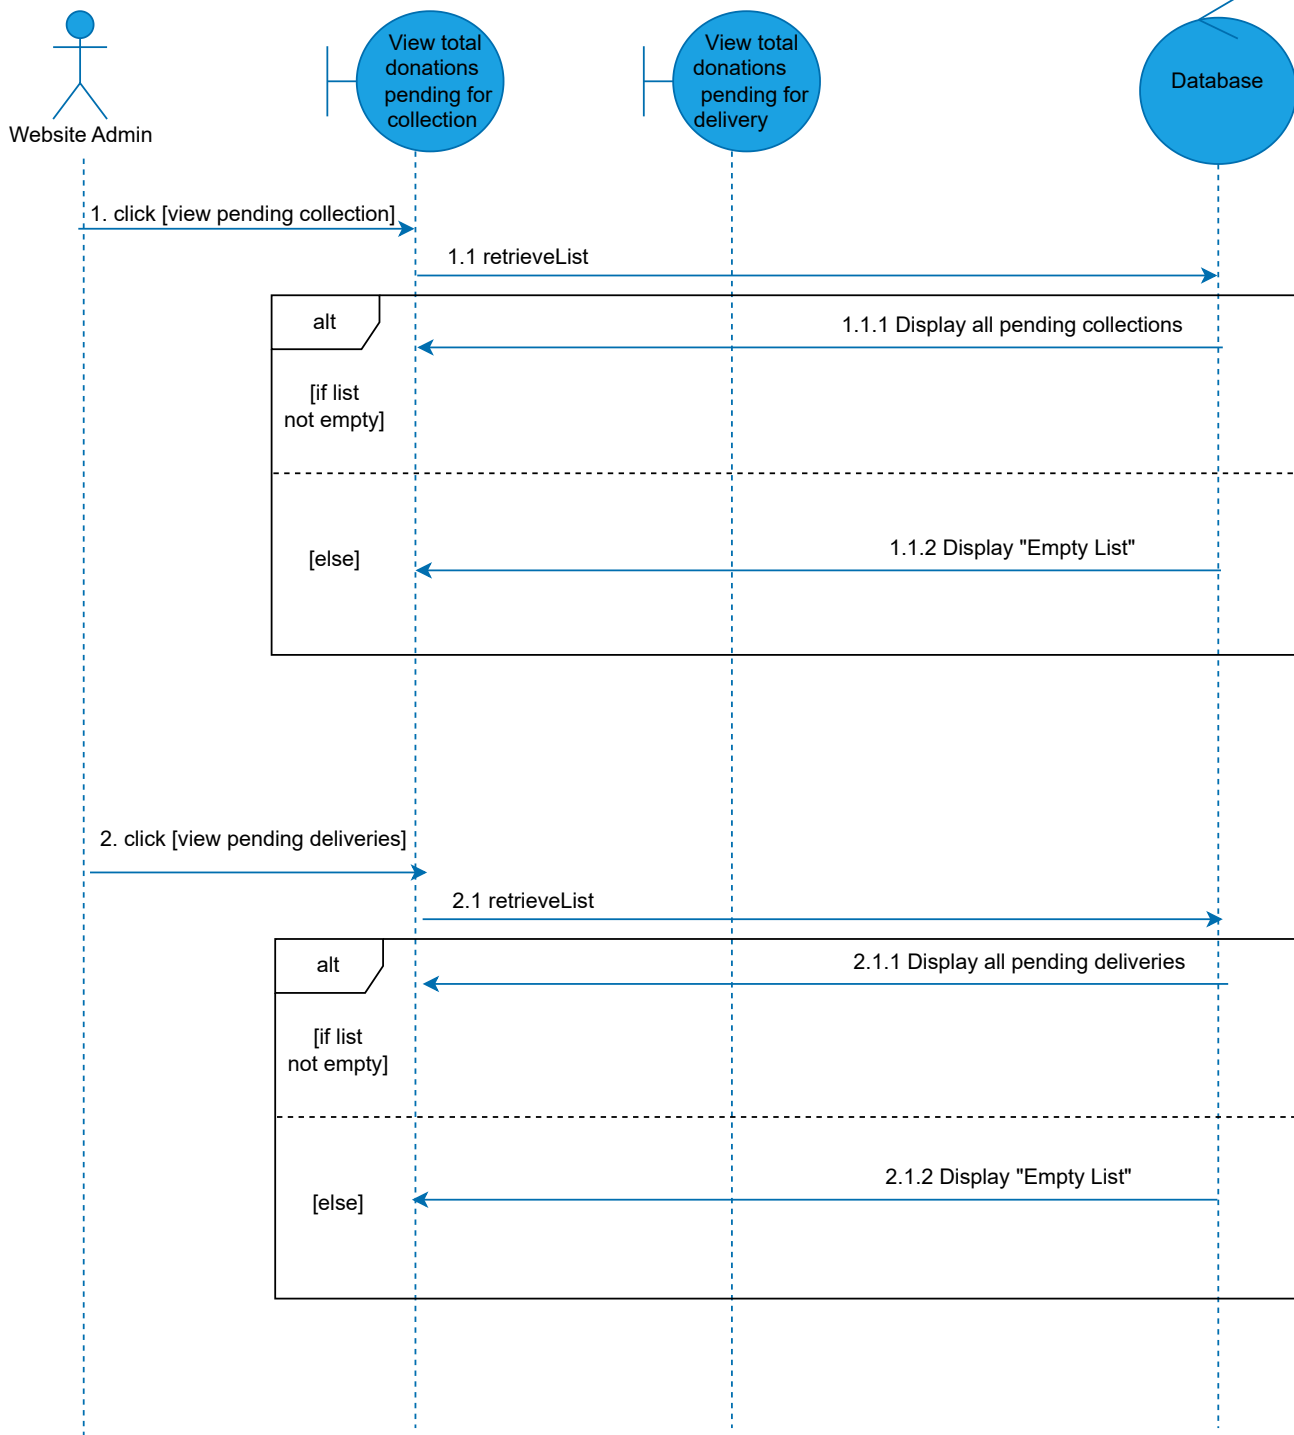 View total
donations
pending for
collection
View total
donations
pending for
delivery
Database
Website Admin
1. click [view pending collection]
1.1 retrieveList
alt
1.1.1 Display all pending collections
[if list
not empty]
1.1.2 Display "Empty List"
[else]
2. click [view pending deliveries]
2.1 retrieveList
alt
2.1.1 Display all pending deliveries
[if list
not empty]
2.1.2 Display "Empty List"
[else]